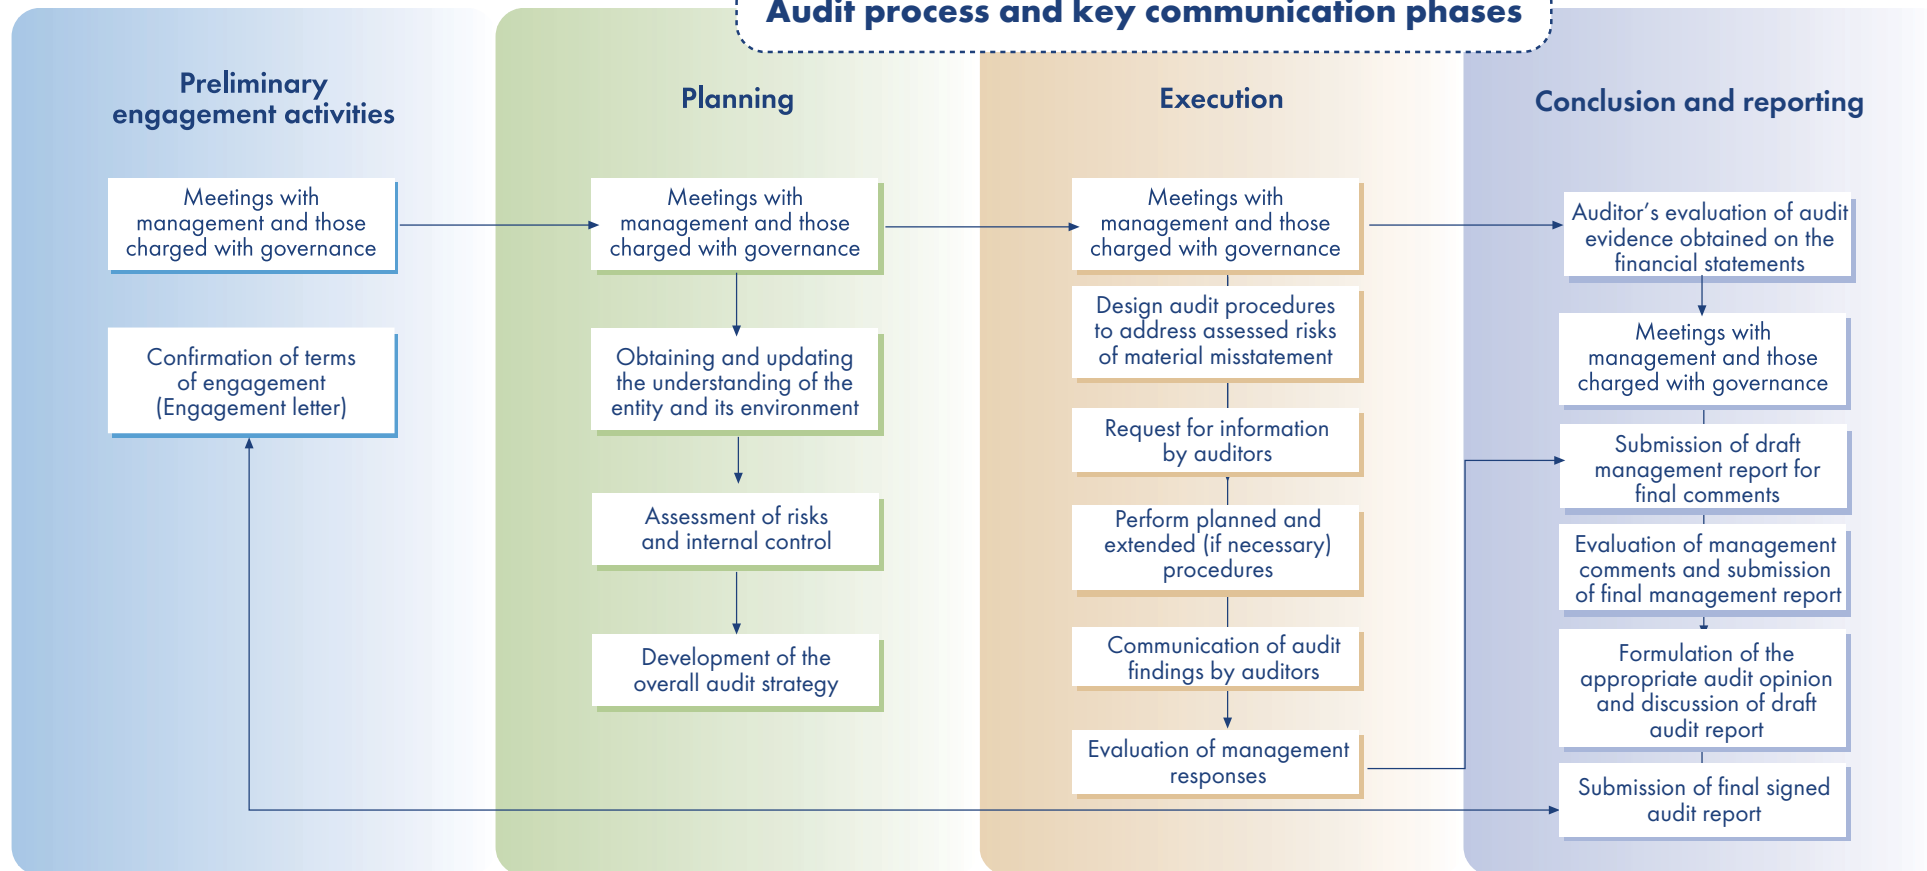 Audit process and key communication phases
Preliminary
engagement activities
Meetings with
management and those
charged with governance
Confirmation of terms
of engagement
(Engagement letter)
Planning
Meetings with
management and those
charged with governance
Obtaining and updating
the understanding of the
entity and its environment
Assessment of risks
and internal control
Development of the
overall audit strategy
Execution
Meetings with
management and those
charged with governance
Design audit procedures
to address assessed risks
of material misstatement
Request for information
by auditors
Perform planned and
extended (if necessary)
procedures
Communication of audit
findings by auditors
Evaluation of management
responses
Conclusion and reporting
Auditor’s evaluation of audit
evidence obtained on the
financial statements
Meetings with
management and those
charged with governance
Submission of draft
management report for
final comments
Evaluation of management
comments and submission
of final management report
Formulation of the
appropriate audit opinion
and discussion of draft
audit report
Submission of final signed
audit report